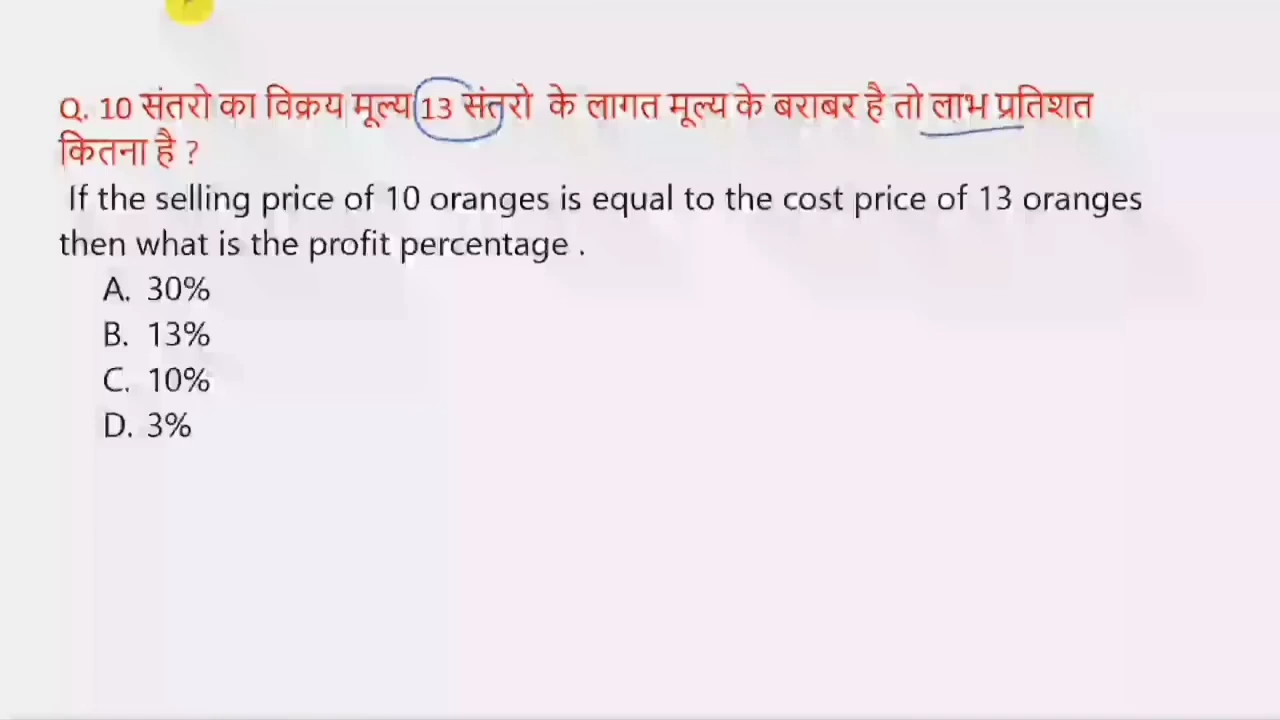 Q. 10 संतरो का विक्रय मूल्य 13 संतरो के लागत मूल्य के बराबर है तो लाभ प्रतिशत
कितना है ?
If the selling price of 10 oranges is equal to the cost price of 13 oranges
then what is the profit percentage .
A. 30%
B. 13%
C. 10%
D. 3%